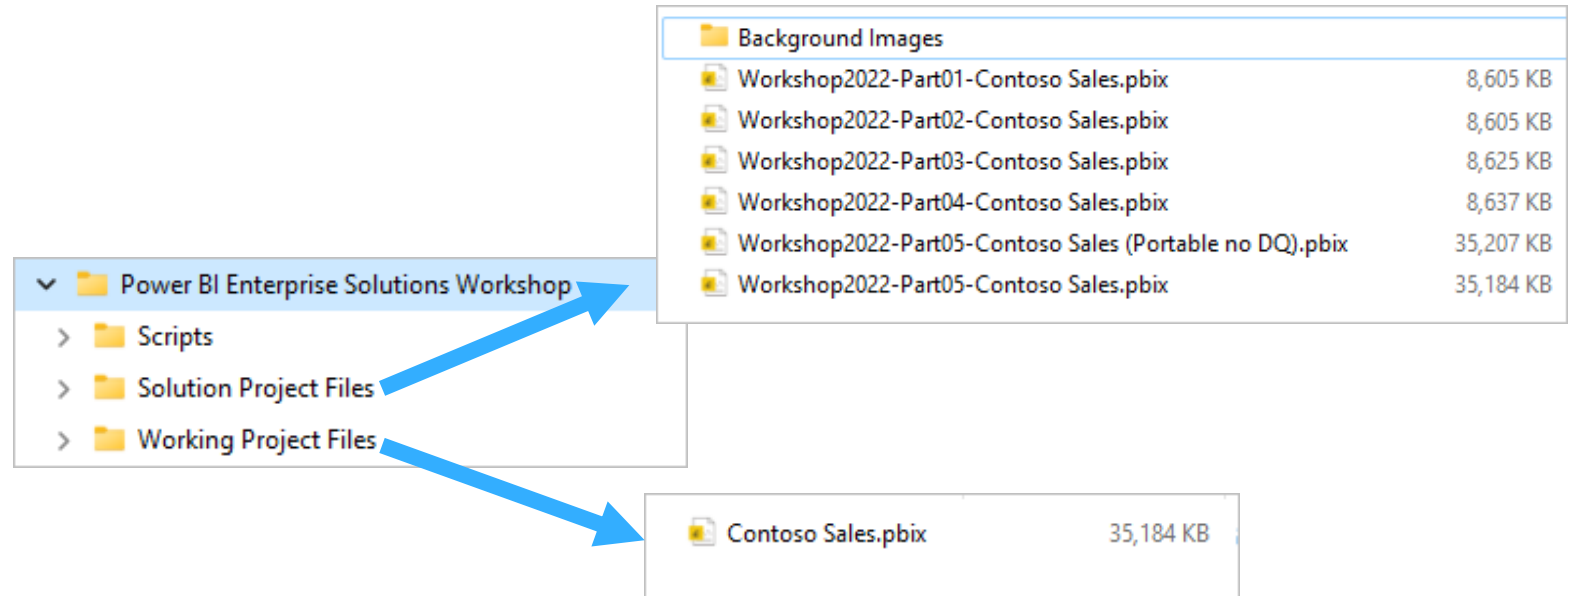 Background Images
Workshop2022-Part01-Contoso Sales.pbix 8,605 KB
Workshop2022-Part02-Contoso Sales.pbix 8,605 KB
Workshop2022-Part03-Contoso Sales.pbix 8,625 KB
Workshop2022-Part04-Contoso Sales.pbix 8,637 KB
Workshop2022-Part05-Contoso Sales (Portable no DQ).pbix 35,207 KB
Workshop2022-Part05-Contoso Sales.pbix 35,184 KB
Power BI Enterprise Solutions Workshop
Scripts
Solution Project Files
Working Project Files
Contoso Sales.pbix 35,184 KB